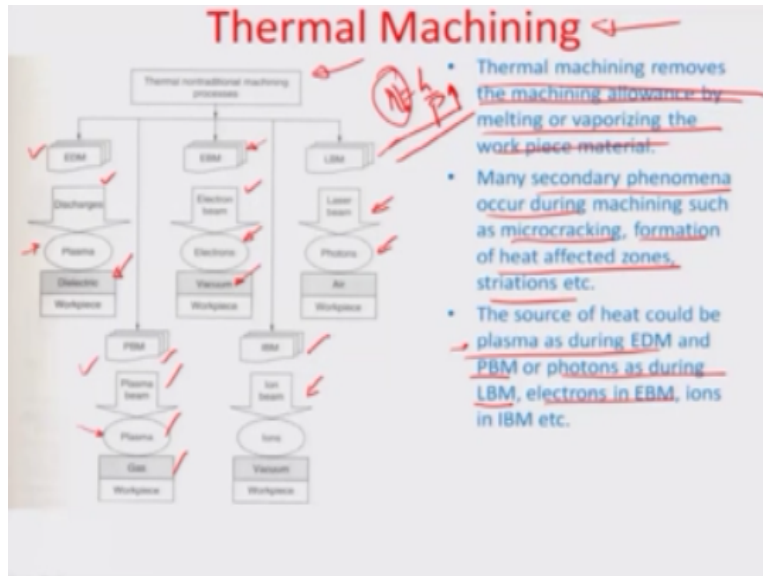 Thermal Machining
Thermal nontraditional machining
processes
EDM
EBM
LBM
Discharges
Electron
beam
Laser
beam
Plasma
Electrons
Photons
Dielectric
Vacuum
Air
Workpiece
Workpiece
Workpiece
PBM
IBM
Plasma
beam
Ion
beam
Plasma
Ions
Gas
Vacuum
Workpiece
Workpiece
• Thermal machining removes
the machining allowance by
melting or vaporizing the
work piece material.
• Many secondary phenomena
occur during machining such
as microcracking, formation
of heat affected zones,
striations etc.
• The source of heat could be
plasma as during EDM and
PBM or photons as during
LBM, electrons in EBM, ions
in IBM etc.